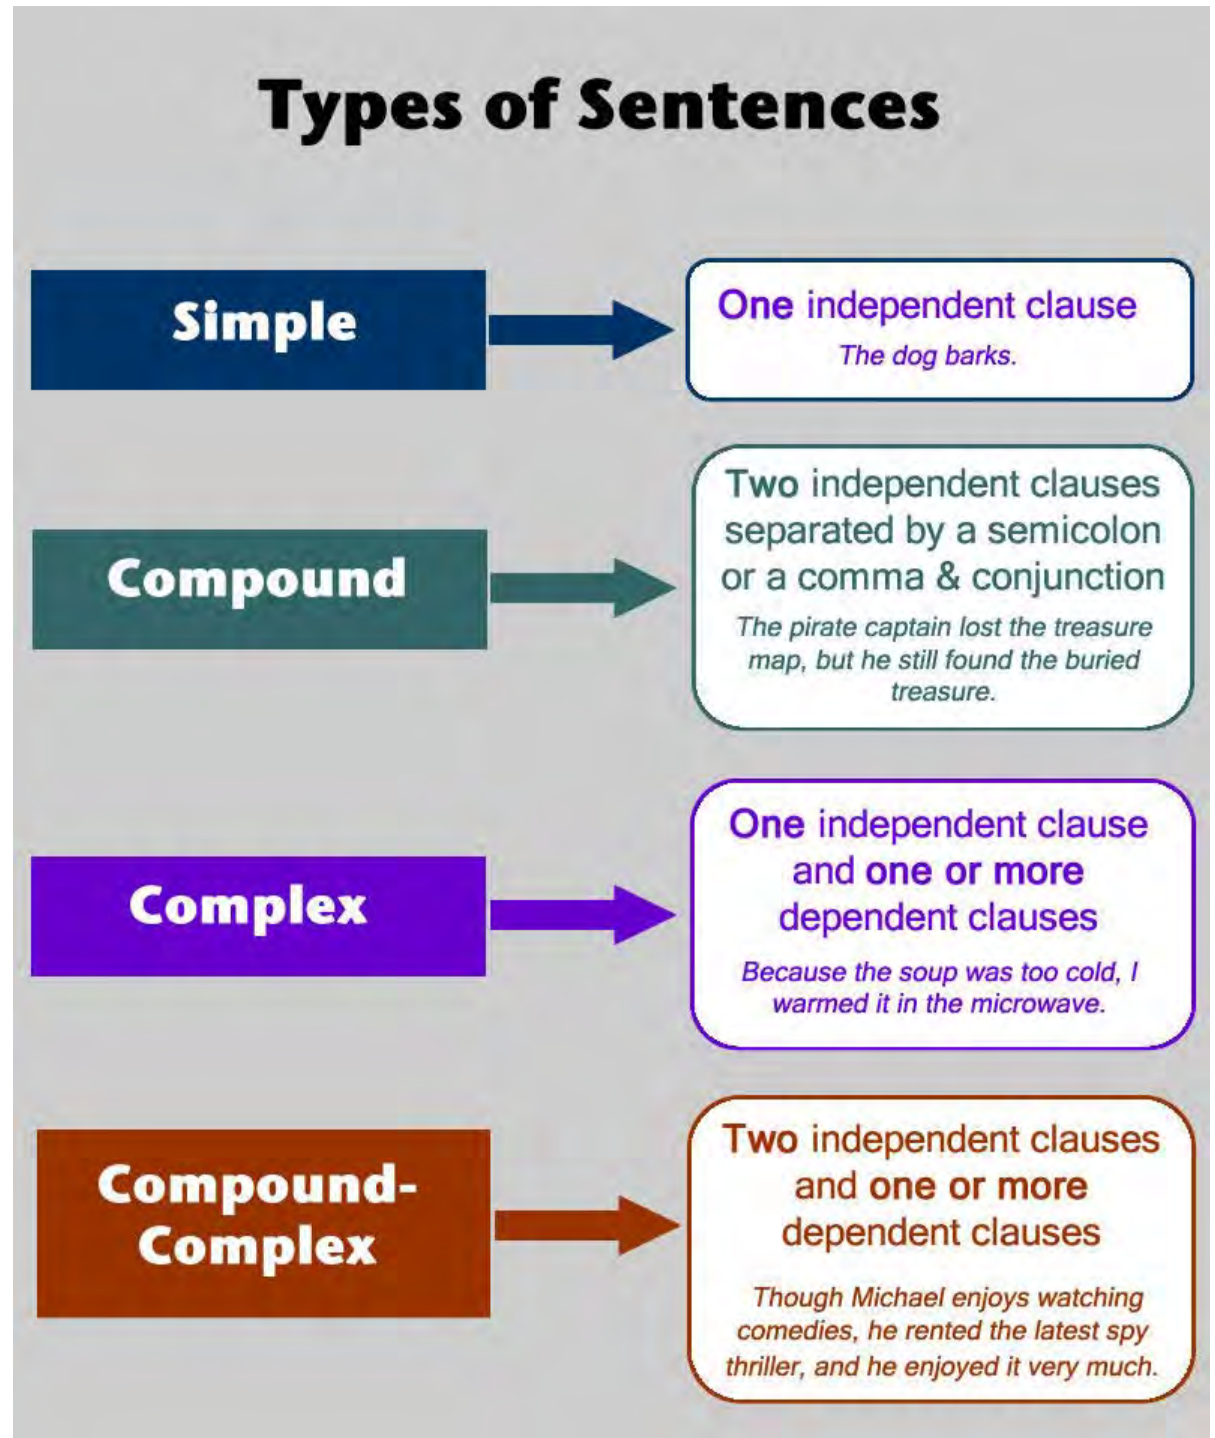 Types of Sentences
Simple
One independent clause
The dog barks.
Compound
Two independent clauses
separated by a semicolon
or a comma & conjunction
The pirate captain lost the treasure
map, but he still found the buried
treasure.
Complex
One independent clause
and one or more
dependent clauses
Because the soup was too cold, I
warmed it in the microwave.
Compound-
Complex
Two independent clauses
and one or more
dependent clauses
Though Michael enjoys watching
comedies, he rented the latest spy
thriller, and he enjoyed it very much.